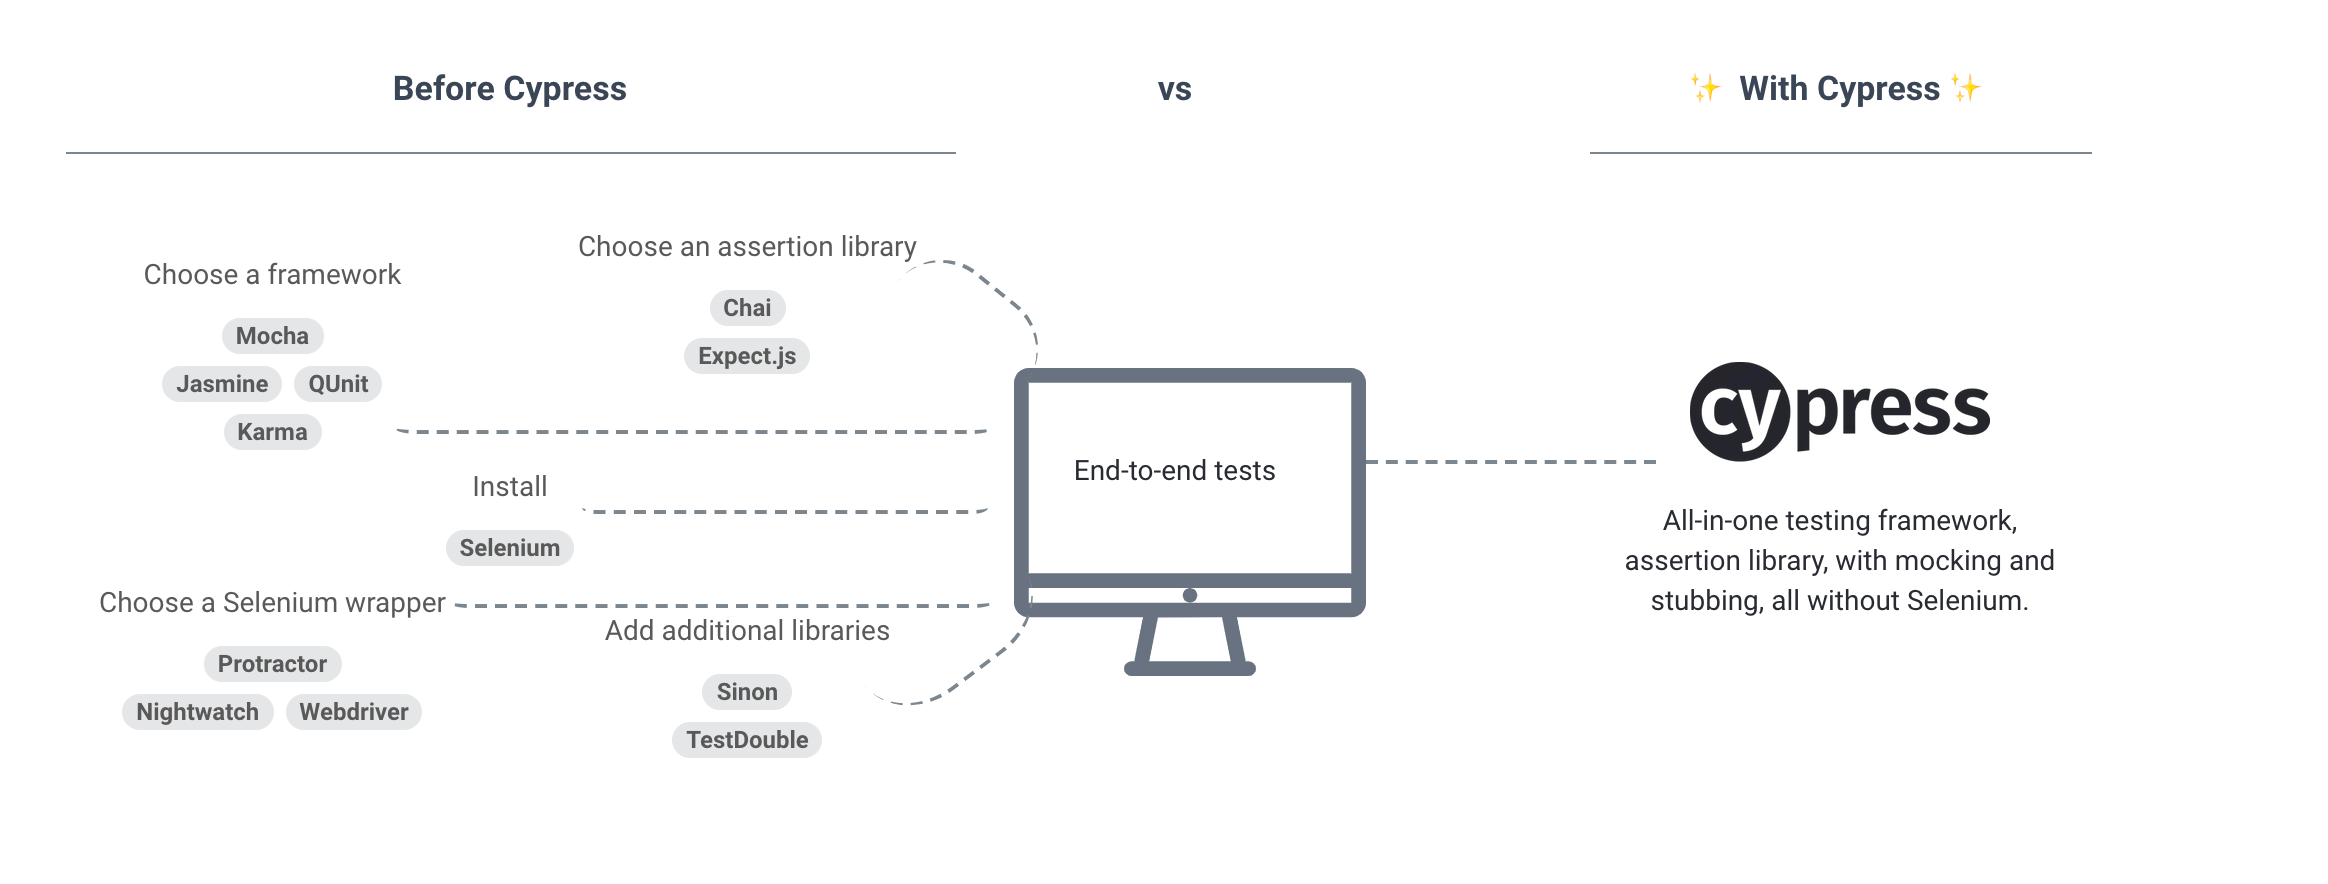 Before Cypress
vs
✨ With Cypress ✨
Choose a framework
Mocha
Jasmine QUnit
Karma
Choose an assertion library
Chai
Expect.js
Install
Selenium
Choose a Selenium wrapper
Protractor
Nightwatch Webdriver
Add additional libraries
Sinon
TestDouble
End-to-end tests
cypress
All-in-one testing framework,
assertion library, with mocking and
stubbing, all without Selenium.